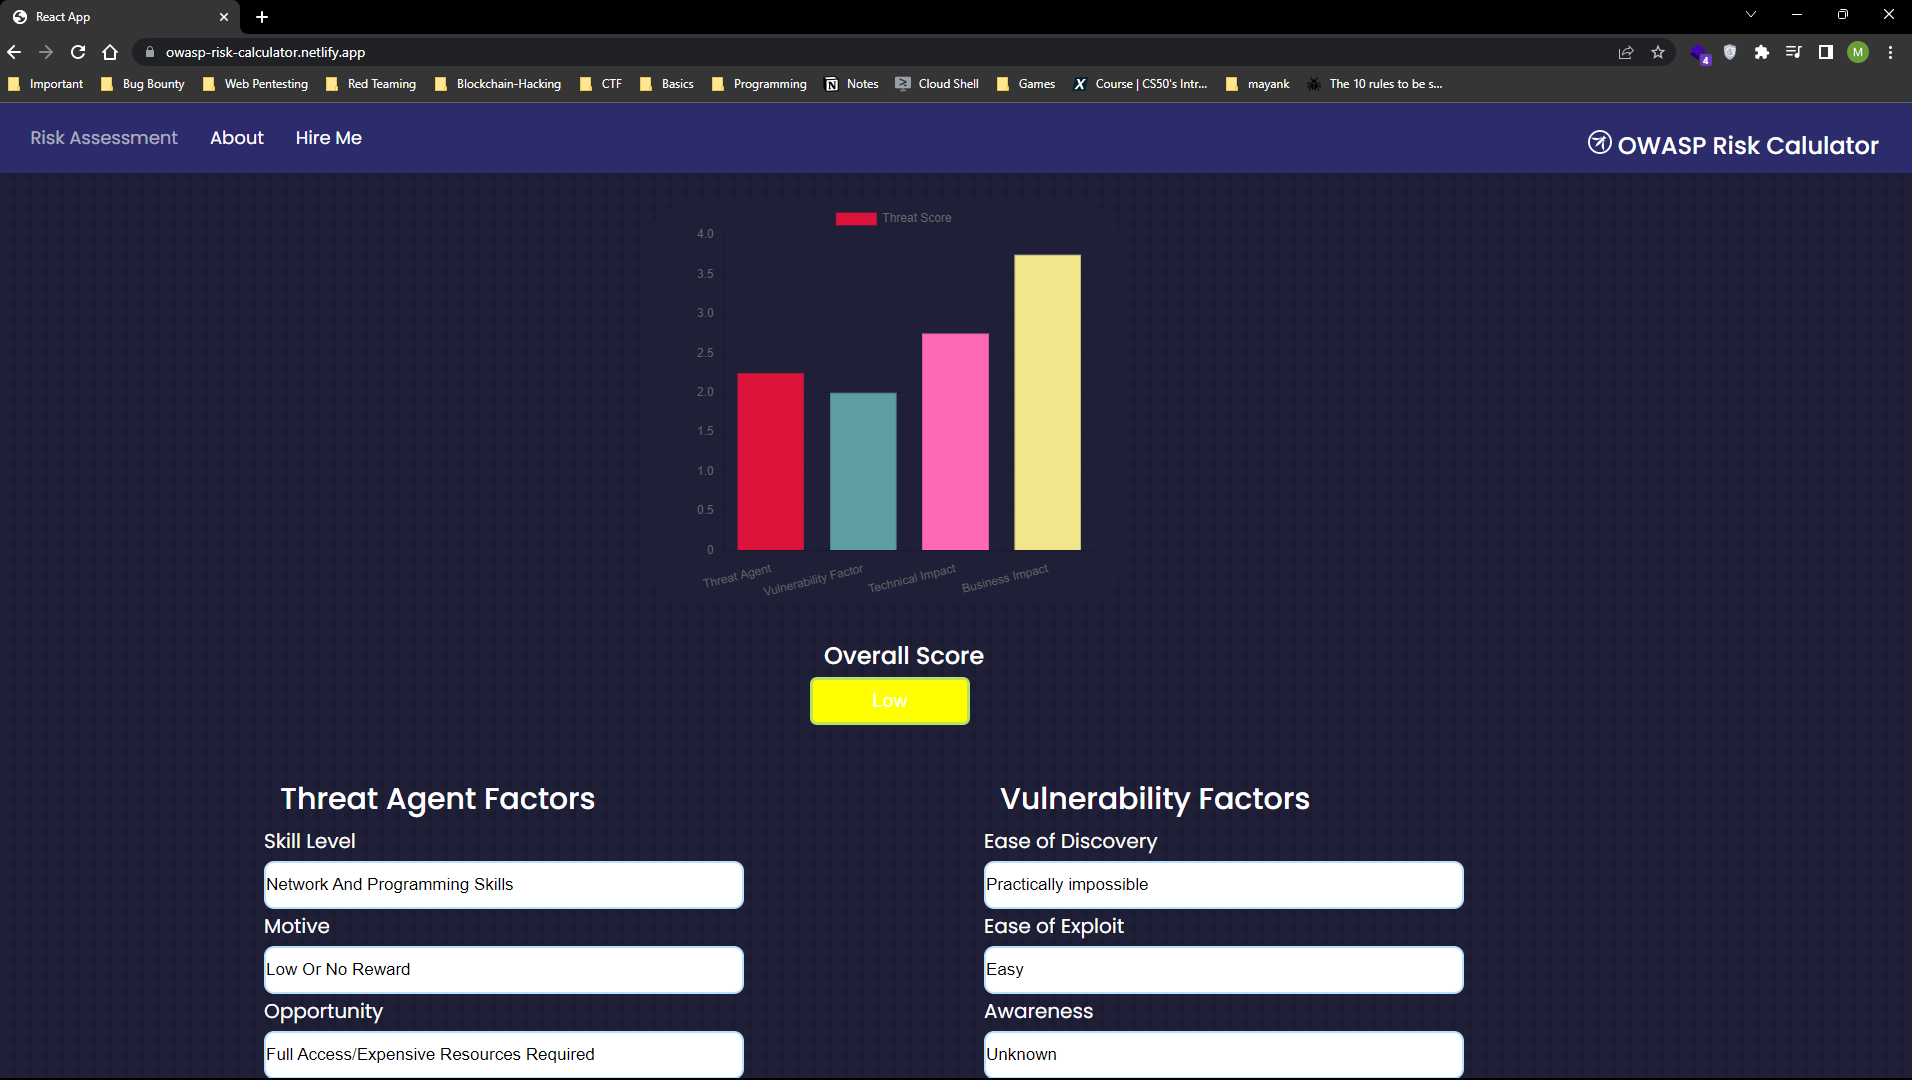 React App
owasp-risk-calculator.netlify.app
4
M
Important Bug Bounty Web Pentesting Red Teaming Blockchain-Hacking CTF Basics Programming Notes Cloud Shell Games Course | CS50's Intr... mayank The 10 rules to be s...
Risk Assessment About Hire Me
OWASP Risk Calulator
Threat Score
4.0
3.5
3.0
2.5
2.0
1.5
1.0
0.5
0
Threat Agent
Vulnerability Factor
Technical Impact
Business Impact
Overall Score
Low
Threat Agent Factors
Skill Level
Network And Programming Skills
Motive
Low Or No Reward
Opportunity
Full Access/Expensive Resources Required
Vulnerability Factors
Ease of Discovery
Practically impossible
Ease of Exploit
Easy
Awareness
Unknown